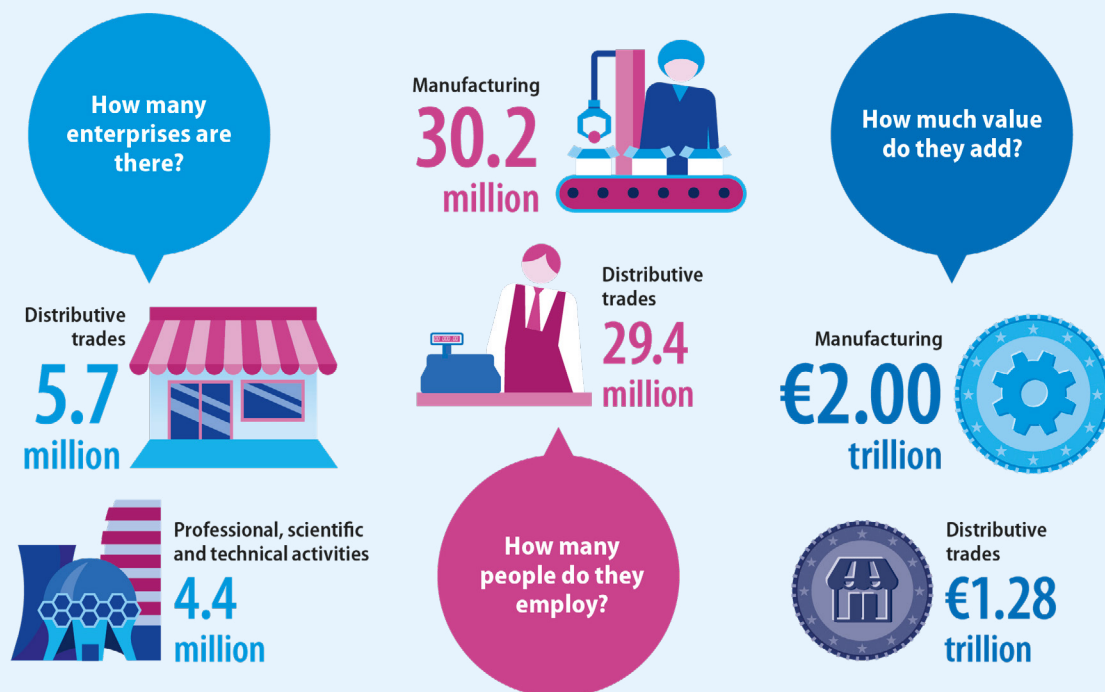 How many
enterprises are
there?
Distributive
trades
5.7
million
Professional, scientific
and technical activities
4.4
million
Manufacturing
30.2
million
Distributive
trades
29.4
million
How many
people do they
employ?
How much value
do they add?
Manufacturing
€2.00
trillion
Distributive
trades
€1.28
trillion